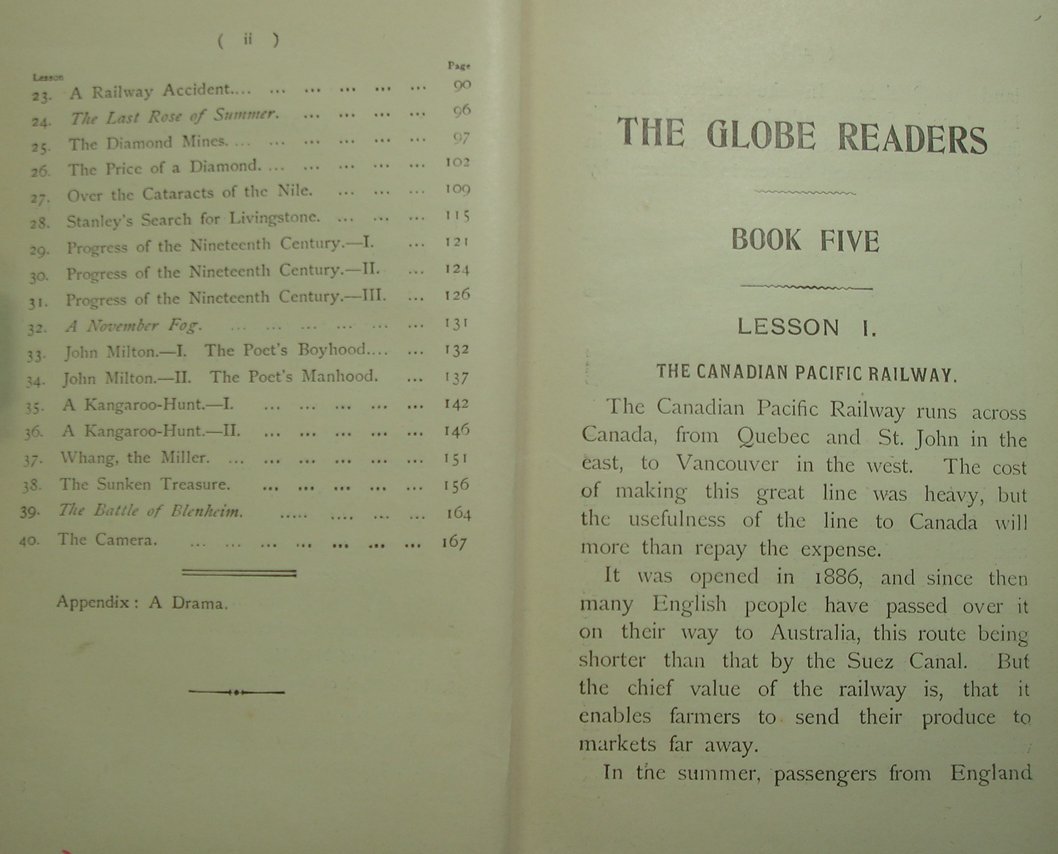 ( ii )
Lesson Page
23. A Railway Accident.... ... ... ... ... ... 90
24. The Last Rose of Summer. ... ... ... ... 96
25. The Diamond Mines. ... ... ... ... ... ... 97
26. The Price of a Diamond. ... ... ... ... ... 102
27. Over the Cataracts of the Nile. ... ... ... 109
28. Stanley's Search for Livingstone. ... ... ... 115
29. Progress of the Nineteenth Century.—I. ... 121
30. Progress of the Nineteenth Century.—II. ... 124
31. Progress of the Nineteenth Century.—III. ... 126
32. A November Fog. ... ... ... ... ... ... 131
33. John Milton.—I. The Poet's Boyhood.... ... 132
34. John Milton.—II. The Poet's Manhood. ... 137
35. A Kangaroo-Hunt.—I. ... ... ... ... ... 142
36. A Kangaroo-Hunt.—II. ... ... ... ... ... 146
37. Whang, the Miller. ... ... ... ... ... ... 151
38. The Sunken Treasure. ... ... ... ... ... 156
39. The Battle of Blenheim. ..... .... ... ... 164
40. The Camera. ... ... ... ... ... ... ... 167
Appendix: A Drama.
THE GLOBE READERS
BOOK FIVE
LESSON I.
THE CANADIAN PACIFIC RAILWAY.
The Canadian Pacific Railway runs across
Canada, from Quebec and St. John in the
east, to Vancouver in the west. The cost
of making this great line was heavy, but
the usefulness of the line to Canada will
more than repay the expense.
It was opened in 1886, and since then
many English people have passed over it
on their way to Australia, this route being
shorter than that by the Suez Canal. But
the chief value of the railway is, that it
enables farmers to send their produce to
markets far away.
In the summer, passengers from England